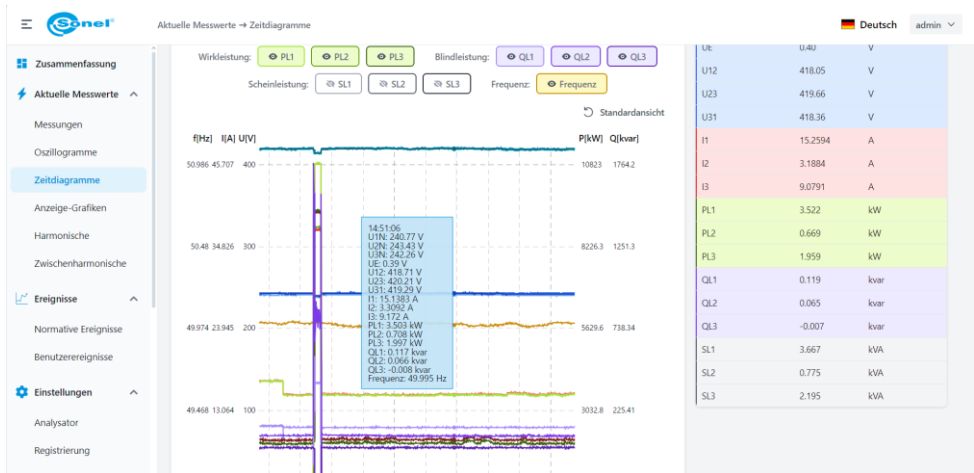 Sonel
Aktuelle Messwerte → Zeitdiagramme
Deutsch
admin
Zusammenfassung
Aktuelle Messwerte
Messungen
Oszillogramme
Zeitdiagramme
Anzeige-Grafiken
Harmonische
Zwischenharmonische
Ereignisse
Normative Ereignisse
Benutzerereignisse
Einstellungen
Analysator
Registrierung
Wirkleistung: PL1 PL2 PL3 Blindleistung: QL1 QL2 QL3
Scheinleistung: SL1 SL2 SL3 Frequenz: Frequenz
Standardansicht
f[Hz] I[A] U[V] P[kW] Q[kvar]
50.986 45.707 400 10823 1764.2
50.48 34.826 300 8226.3 1251.3
49.974 23.945 200 5629.6 738.34
49.468 13.064 100 3032.8 225.41
14:51:06
U1N: 240.77 V
U2N: 243.43 V
U3N: 242.26 V
UE: 0.39 V
U12: 418.71 V
U23: 420.21 V
U31: 419.29 V
I1: 15.1383 A
I2: 3.3092 A
I3: 9.172 A
PL1: 3.503 kW
PL2: 0.708 kW
PL3: 1.997 kW
QL1: 0.117 kvar
QL2: 0.066 kvar
QL3: -0.008 kvar
Frequenz: 49.995 Hz
UE 0.40 V
U12 418.05 V
U23 419.66 V
U31 418.36 V
I1 15.2594 A
I2 3.1884 A
I3 9.0791 A
PL1 3.522 kW
PL2 0.669 kW
PL3 1.959 kW
QL1 0.119 kvar
QL2 0.065 kvar
QL3 -0.007 kvar
SL1 3.667 kVA
SL2 0.775 kVA
SL3 2.195 kVA